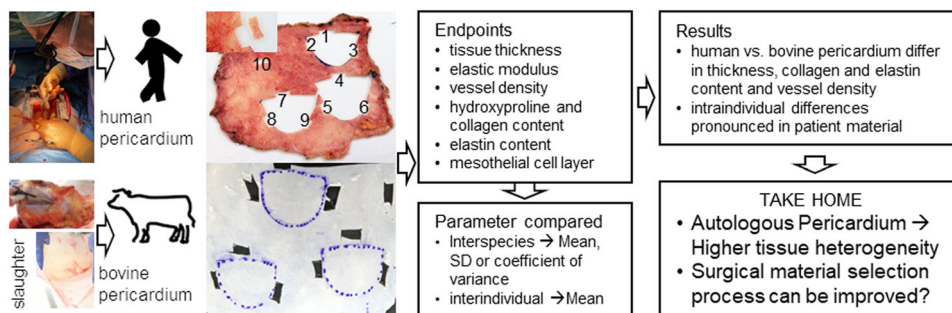 human
pericardium
slaughter
bovine
pericardium
1
2
3
10
4
7
5
6
8
9
Endpoints
• tissue thickness
• elastic modulus
• vessel density
• hydroxyproline and
collagen content
• elastin content
• mesothelial cell layer
Parameter compared
• Interspecies → Mean,
SD or coefficient of
variance
• interindividual →Mean
Results
• human vs. bovine pericardium differ
in thickness, collagen and elastin
content and vessel density
• intraindividual differences
pronounced in patient material
TAKE HOME
• Autologous Pericardium →
Higher tissue heterogeneity
• Surgical material selection
process can be improved?